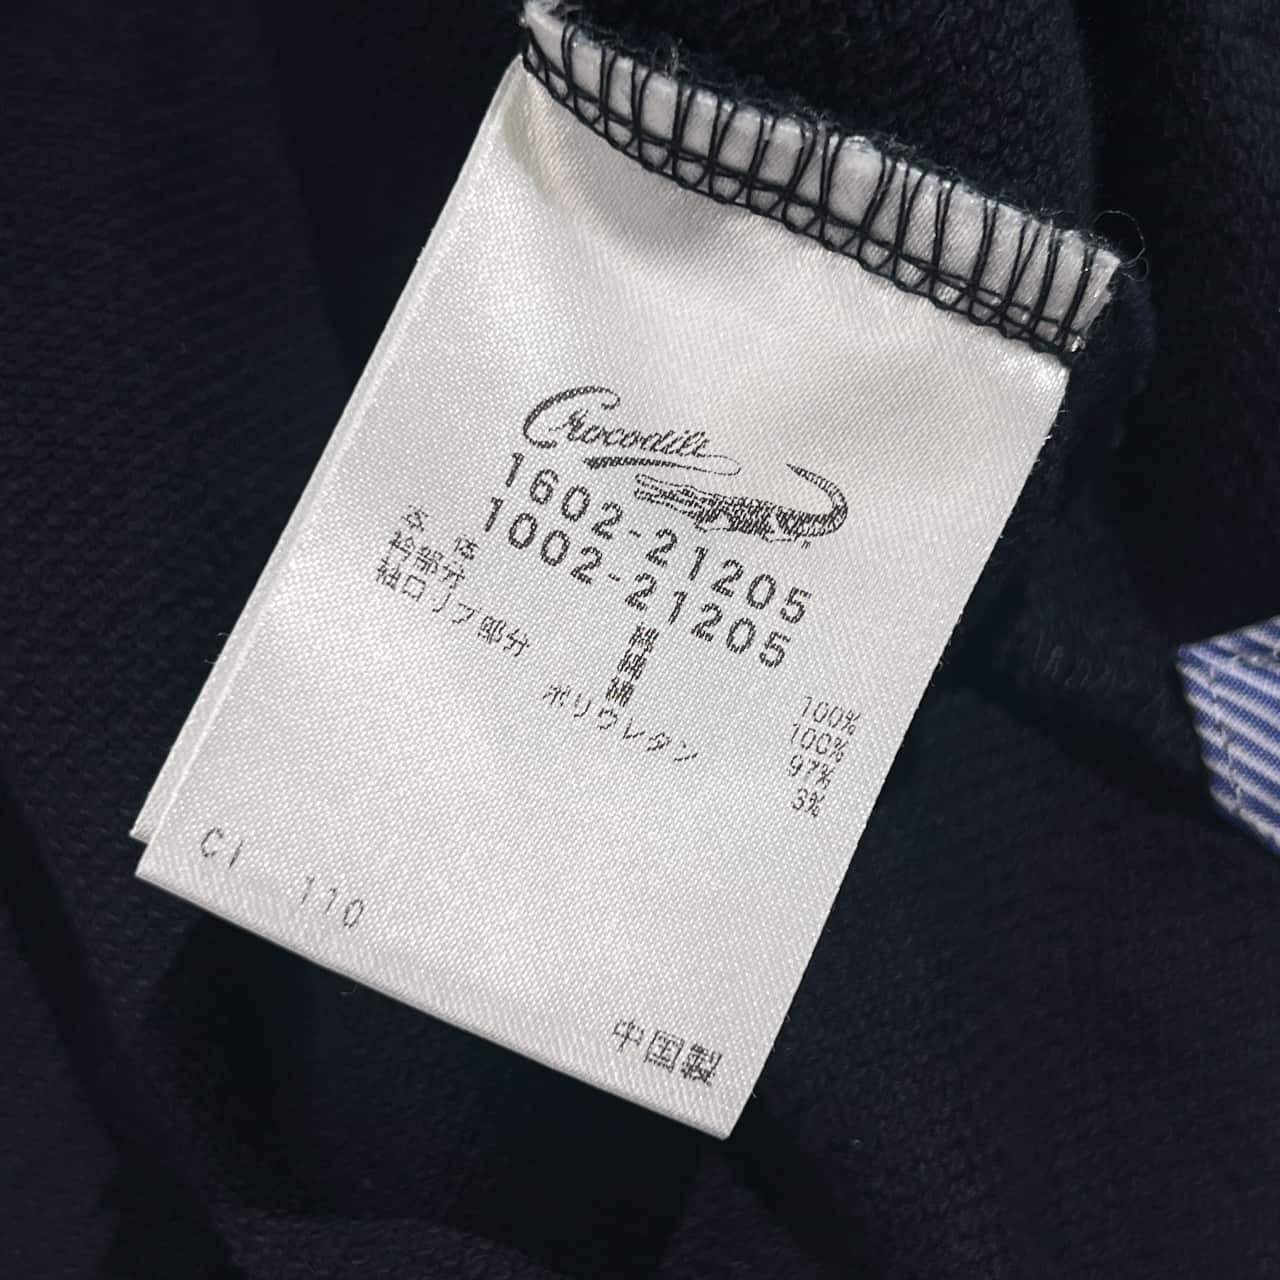 Crocodile
1602-21205
1002-21205
本体 綿 100%
衿部分 綿 100%
袖口リブ部分 綿 97%
ポリウレタン 3%
CI 110
中国製